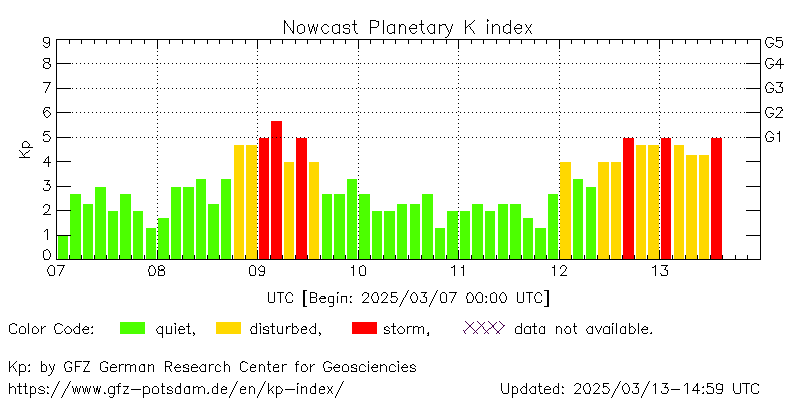 Nowcast Planetary K index
9 G5
8 G4
7 G3
6 G2
5 G1
4
3
2
1
0
Kp
07 08 09 10 11 12 13
UTC [Begin: 2025/03/07 00:00 UTC]
Color Code: quiet, disturbed, storm, data not available.
Kp: by GFZ German Research Center for Geosciencies
https://www.gfz-potsdam.de/en/kp-index/ Updated: 2025/03/13-14:59 UTC